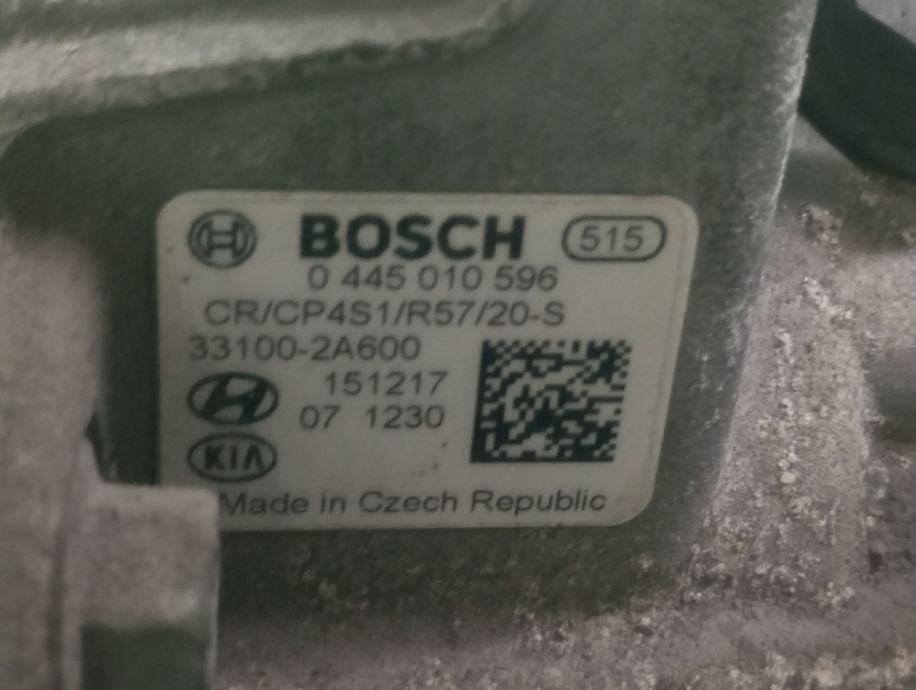 BOSCH 515
0 445 010 596
CR/CP4S1/R57/20-S
33100-2A600
151217
07 1230
KIA
Made in Czech Republic